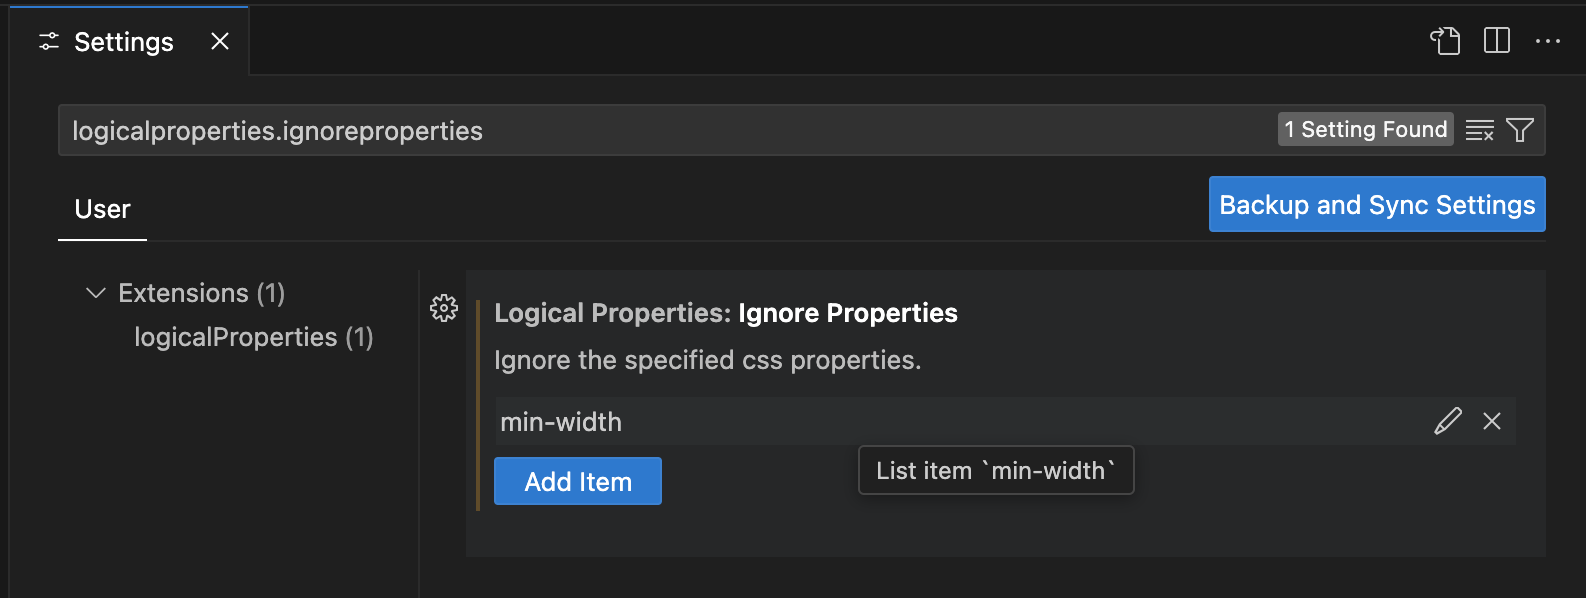 Settings
logicalproperties.ignoreproperties
1 Setting Found
User
Backup and Sync Settings
Extensions (1)
logicalProperties (1)
Logical Properties: Ignore Properties
Ignore the specified css properties.
min-width
Add Item
List item `min-width`